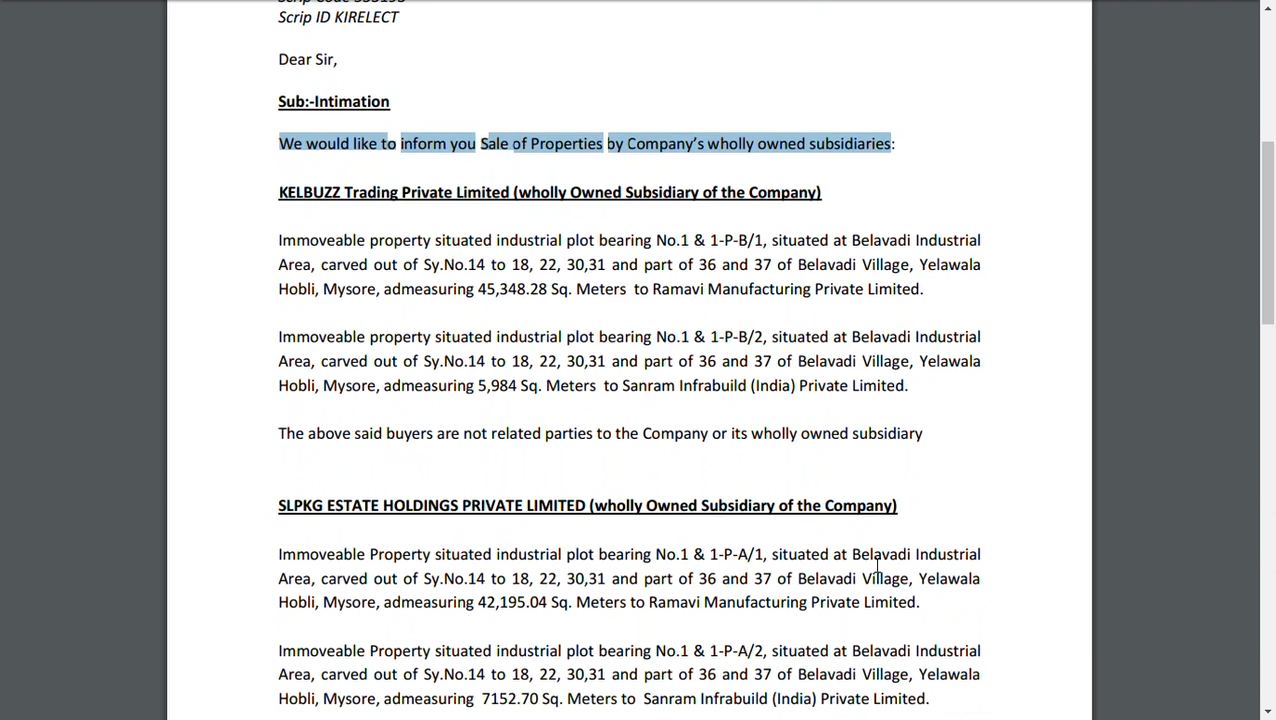 Scrip ID KIRELECT
Dear Sir,
Sub:-Intimation
We would like to inform you Sale of Properties by Company’s wholly owned subsidiaries:
KELBUZZ Trading Private Limited (wholly Owned Subsidiary of the Company)
Immoveable property situated industrial plot bearing No.1 & 1-P-B/1, situated at Belavadi Industrial
Area, carved out of Sy.No.14 to 18, 22, 30,31 and part of 36 and 37 of Belavadi Village, Yelawala
Hobli, Mysore, admeasuring 45,348.28 Sq. Meters to Ramavi Manufacturing Private Limited.
Immoveable property situated industrial plot bearing No.1 & 1-P-B/2, situated at Belavadi Industrial
Area, carved out of Sy.No.14 to 18, 22, 30,31 and part of 36 and 37 of Belavadi Village, Yelawala
Hobli, Mysore, admeasuring 5,984 Sq. Meters to Sanram Infrabuild (India) Private Limited.
The above said buyers are not related parties to the Company or its wholly owned subsidiary
SLPKG ESTATE HOLDINGS PRIVATE LIMITED (wholly Owned Subsidiary of the Company)
Immoveable Property situated industrial plot bearing No.1 & 1-P-A/1, situated at Belavadi Industrial
Area, carved out of Sy.No.14 to 18, 22, 30,31 and part of 36 and 37 of Belavadi Village, Yelawala
Hobli, Mysore, admeasuring 42,195.04 Sq. Meters to Ramavi Manufacturing Private Limited.
Immoveable Property situated industrial plot bearing No.1 & 1-P-A/2, situated at Belavadi Industrial
Area, carved out of Sy.No.14 to 18, 22, 30,31 and part of 36 and 37 of Belavadi Village, Yelawala
Hobli, Mysore, admeasuring 7152.70 Sq. Meters to Sanram Infrabuild (India) Private Limited.